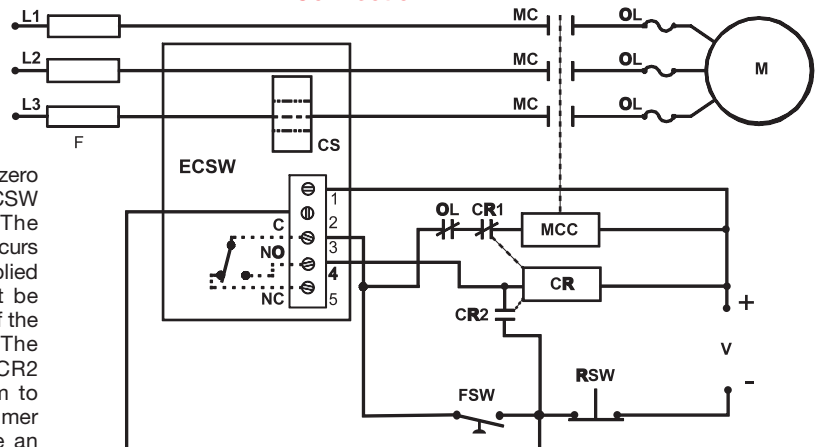 L1
MC
OL
L2
MC
OL
M
L3
MC
OL
F
CS
ECSW
zero
CSW
The
curs
plied
t be
f the
The
CR2
n to
mer
e an
1
C
2
3
NO
4
NC
5
OL
CR1
MCC
CR
CR2
+
V
-
FSW
RSW